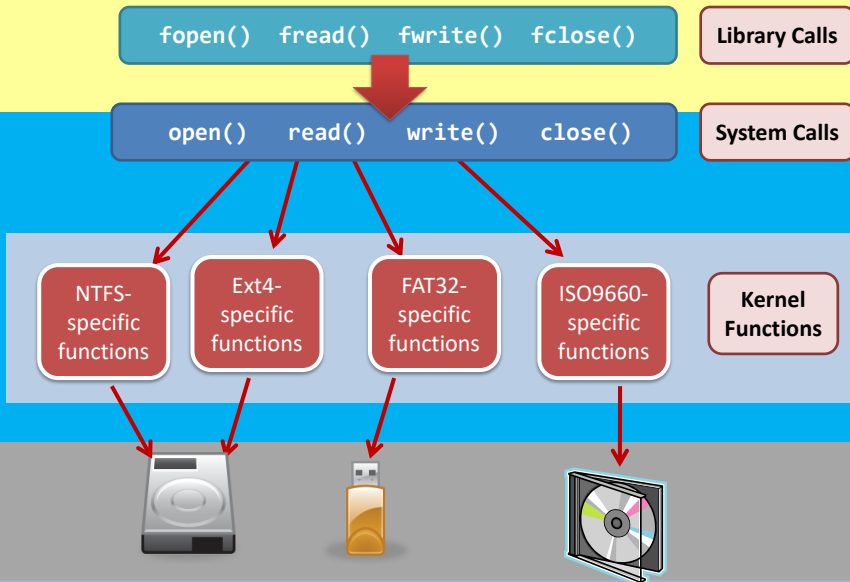 fopen() fread() fwrite() fclose()
Library Calls
open() read() write() close()
System Calls
NTFS-
specific
functions
Ext4-
specific
functions
FAT32-
specific
functions
ISO9660-
specific
functions
Kernel
Functions